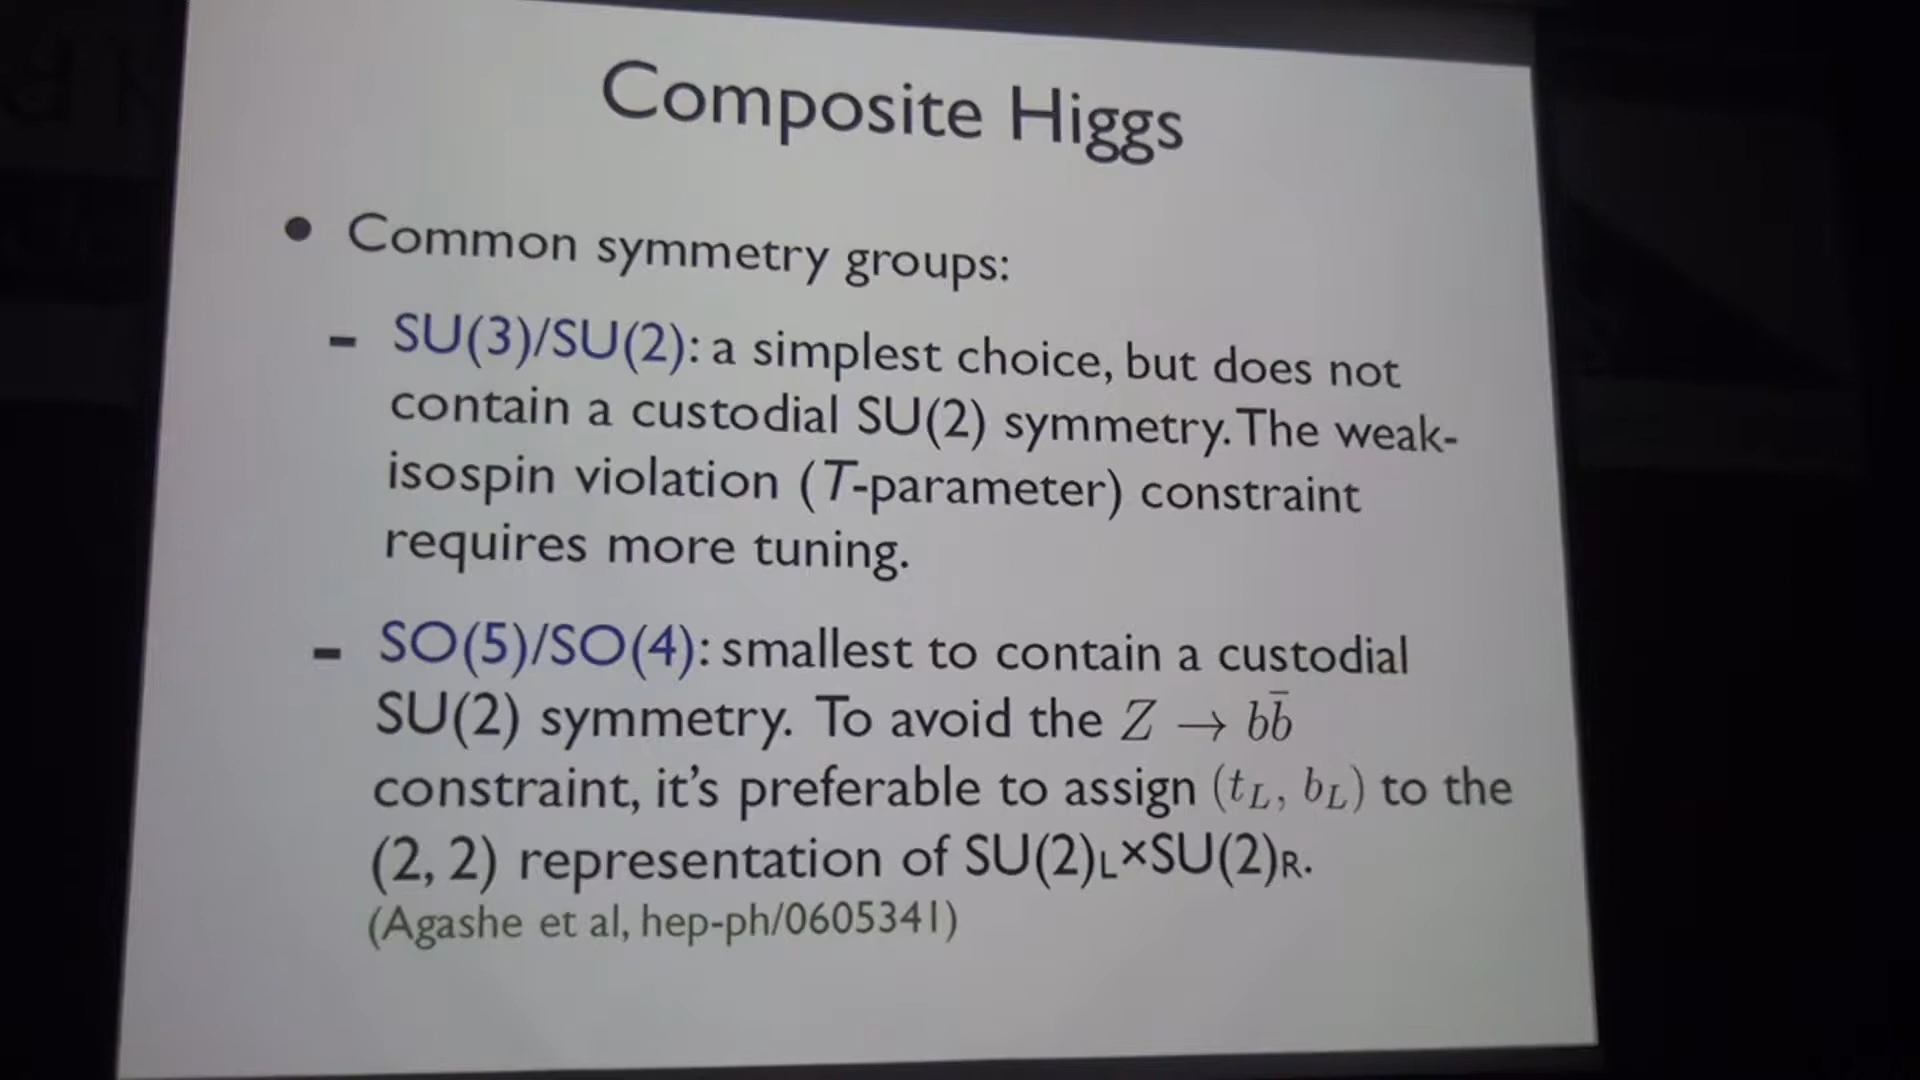 Composite Higgs
• Common symmetry groups:
- SU(3)/SU(2): a simplest choice, but does not
contain a custodial SU(2) symmetry. The weak-
isospin violation (T-parameter) constraint
requires more tuning.
- SO(5)/SO(4): smallest to contain a custodial
SU(2) symmetry. To avoid the Z → bb̄
constraint, it's preferable to assign (t_L, b_L) to the
(2, 2) representation of SU(2)L×SU(2)R.
(Agashe et al, hep-ph/0605341)